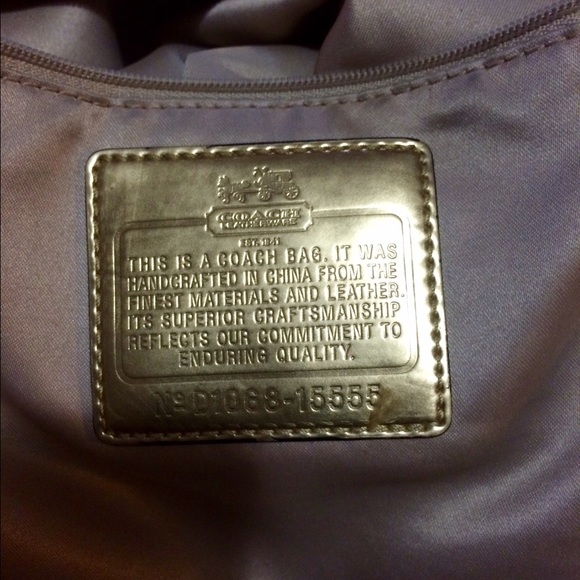 COACH
LEATHERWARE
EST. 1941
THIS IS A COACH BAG. IT WAS
HANDCRAFTED IN CHINA FROM THE
FINEST MATERIALS AND LEATHER.
ITS SUPERIOR CRAFTSMANSHIP
REFLECTS OUR COMMITMENT TO
ENDURING QUALITY.
Nº D1068-15555